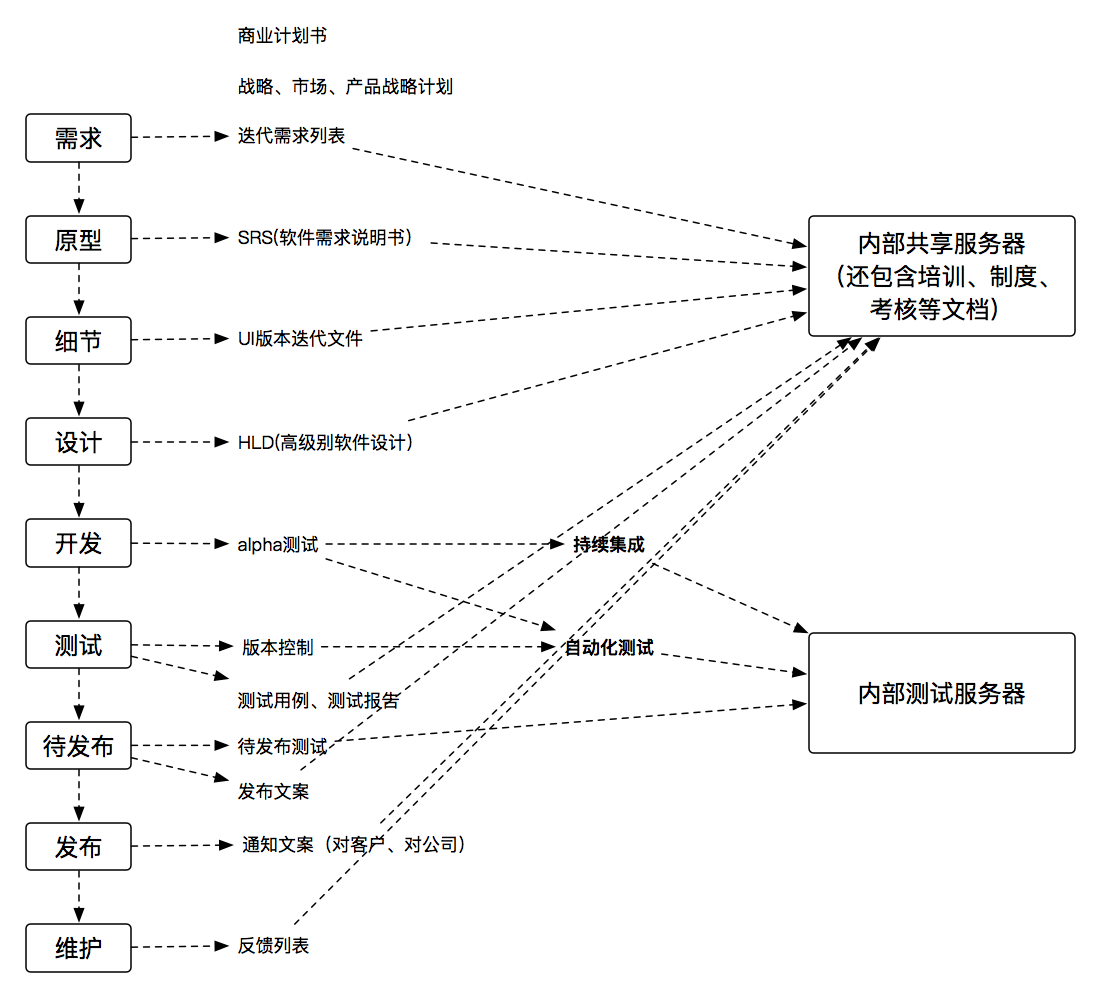 商业计划书
战略、市场、产品战略计划
需求
迭代需求列表
原型
SRS(软件需求说明书）
内部共享服务器
（还包含培训、制度、
考核等文档）
细节
UI版本迭代文件
设计
HLD(高级别软件设计）
开发
alpha测试
持续集成
测试
版本控制
自动化测试
测试用例、测试报告
内部测试服务器
待发布
待发布测试
发布文案
发布
通知文案（对客户、对公司）
维护
反馈列表